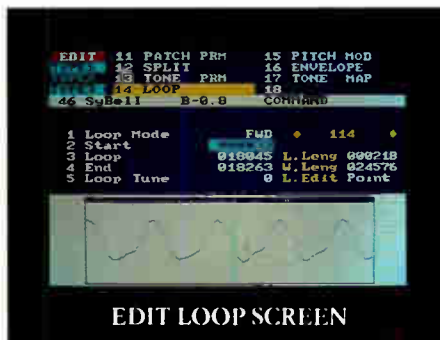 EDIT 11 PATCH PRM 15 PITCH MOD
12 SPLIT 16 ENVELOPE
13 TONE PRM 17 TONE MAP
14 LOOP 18
46 SyBell B-0.8 COMMAND
1 Loop Mode FWD 114
2 Start
3 Loop 018045 L.Leng 000218
4 End 018263 W.Leng 024576
5 Loop Tune 0 L.Edit Point
EDIT LOOP SCREEN